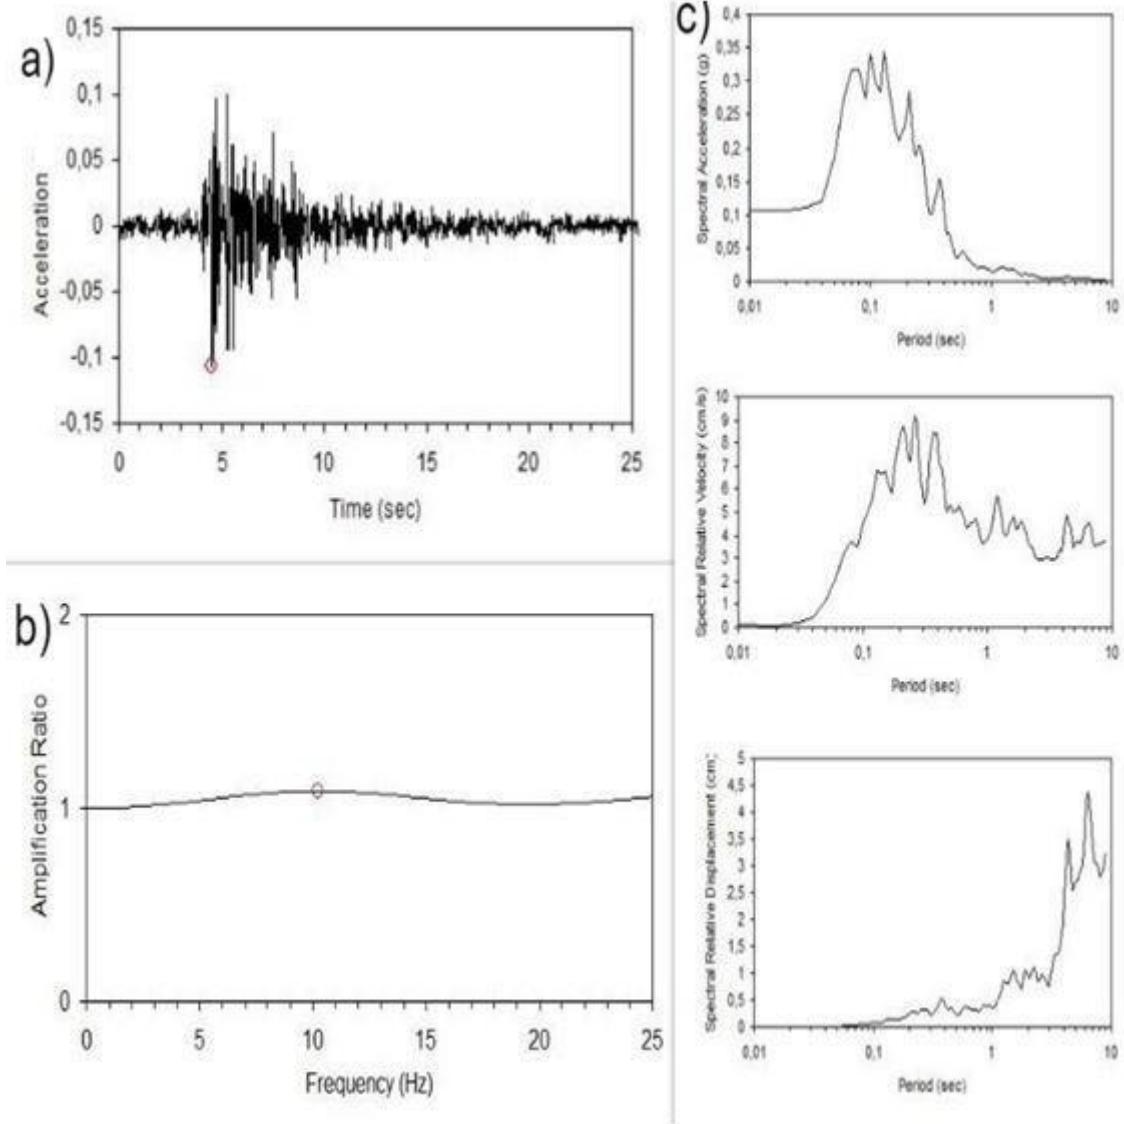 a)
Acceleration
0,15
0,1
0,05
0
-0,05
-0,1
-0,15
0 5 10 15 20 25
Time (sec)
b)
Amplification Ratio
2
1
0
0 5 10 15 20 25
Frequency (Hz)
c)
Spectral Acceleration (g)
0,4
0,35
0,3
0,25
0,2
0,15
0,1
0,05
0
0,01 0,1 1 10
Period (sec)
Spectral Relative Velocity (cm/s)
10
9
8
7
6
5
4
3
2
1
0
0,01 0,1 1 10
Period (sec)
Spectral Relative Displacement (cm)
5
4,5
4
3,5
3
2,5
2
1,5
1
0,5
0
0,01 0,1 1 10
Period (sec)